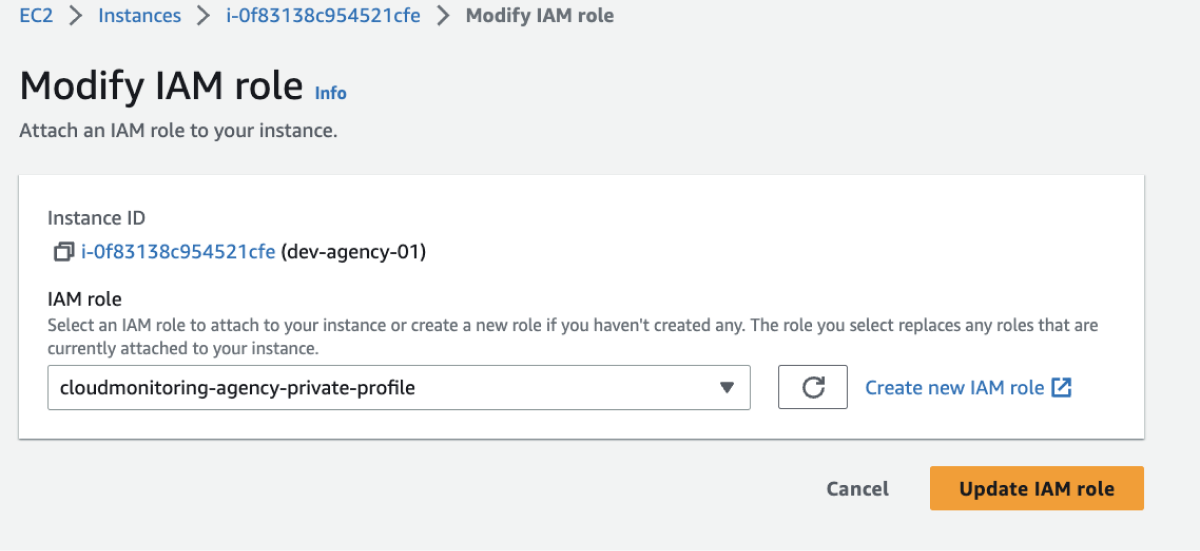 EC2 > Instances > i-0f83138c954521cfe > Modify IAM role
Modify IAM role Info
Attach an IAM role to your instance.
Instance ID
i-0f83138c954521cfe (dev-agency-01)
IAM role
Select an IAM role to attach to your instance or create a new role if you haven't created any. The role you select replaces any roles that are
currently attached to your instance.
cloudmonitoring-agency-private-profile
Create new IAM role
Cancel
Update IAM role